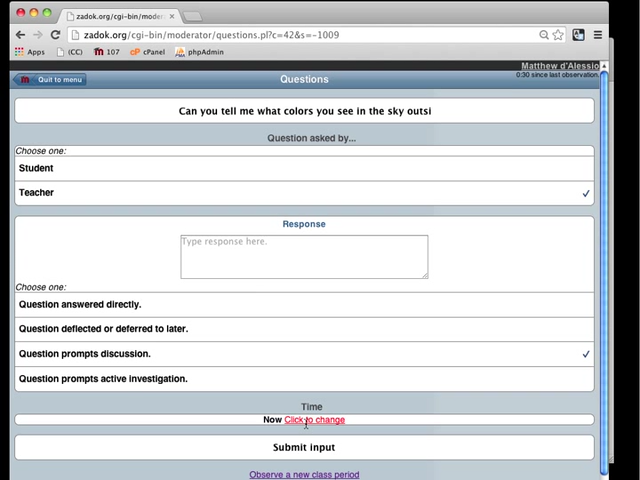 zadok.org/cgi-bin/moder
zadok.org/cgi-bin/moderator/questions.pl?c=42&s=-1009
Apps (CC) m 107 cP cPanel phpAdmin
Matthew d'Alessio
0:30 since last observation.
m Quit to menu Questions
Can you tell me what colors you see in the sky outsi
Question asked by...
Choose one:
Student
Teacher
Response
Type response here.
Choose one:
Question answered directly.
Question deflected or deferred to later.
Question prompts discussion.
Question prompts active investigation.
Time
Now Click to change
Submit input
Observe a new class period